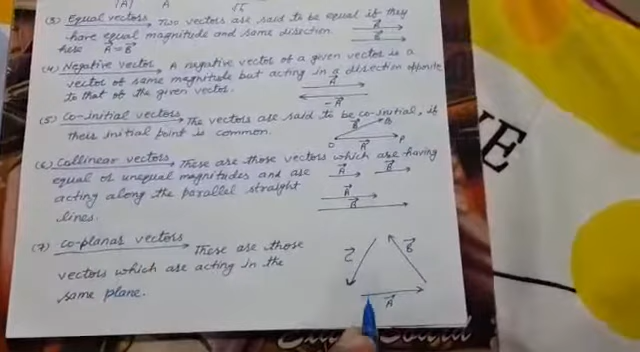 |A| A √6
(3) Equal vectors → Two vectors are said to be equal if they
have equal magnitude and same direction.
here A⃗ = B⃗
A⃗
B⃗
(4) Negative vector → A negative vector of a given vector is a
vector of same magnitude but acting in a direction opposite
to that of the given vector.
A⃗
-A⃗
(5) Co-initial vectors → The vectors are said to be co-initial, if
their initial point is common.
O A⃗ P
B⃗
(6) Collinear vectors → These are those vectors which are having
equal or unequal magnitudes and are
acting along the parallel straight
lines.
A⃗ B⃗
A⃗
B⃗
(7) Co-planar vectors → These are those
vectors which are acting in the
same plane.
C⃗ B⃗
A⃗
VE